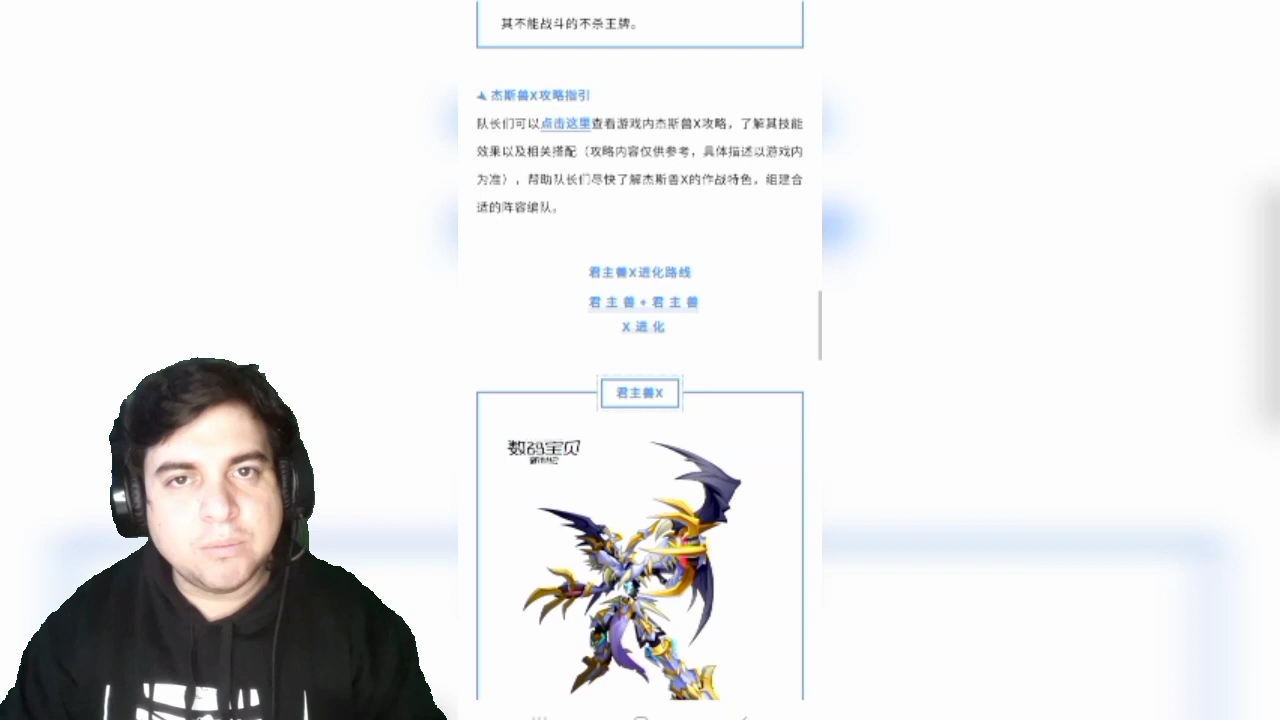 其不能战斗的不杀王牌。
杰斯兽X攻略指引
队长们可以点击这里查看游戏内杰斯兽X攻略，了解其技能
效果以及相关搭配（攻略内容仅供参考，具体描述以游戏内
为准），帮助队长们尽快了解杰斯兽X的作战特色，组建合
适的阵容编队。
君主兽X进化路线
君主兽+君主兽
X进化
君主兽X
数码宝贝
新世纪